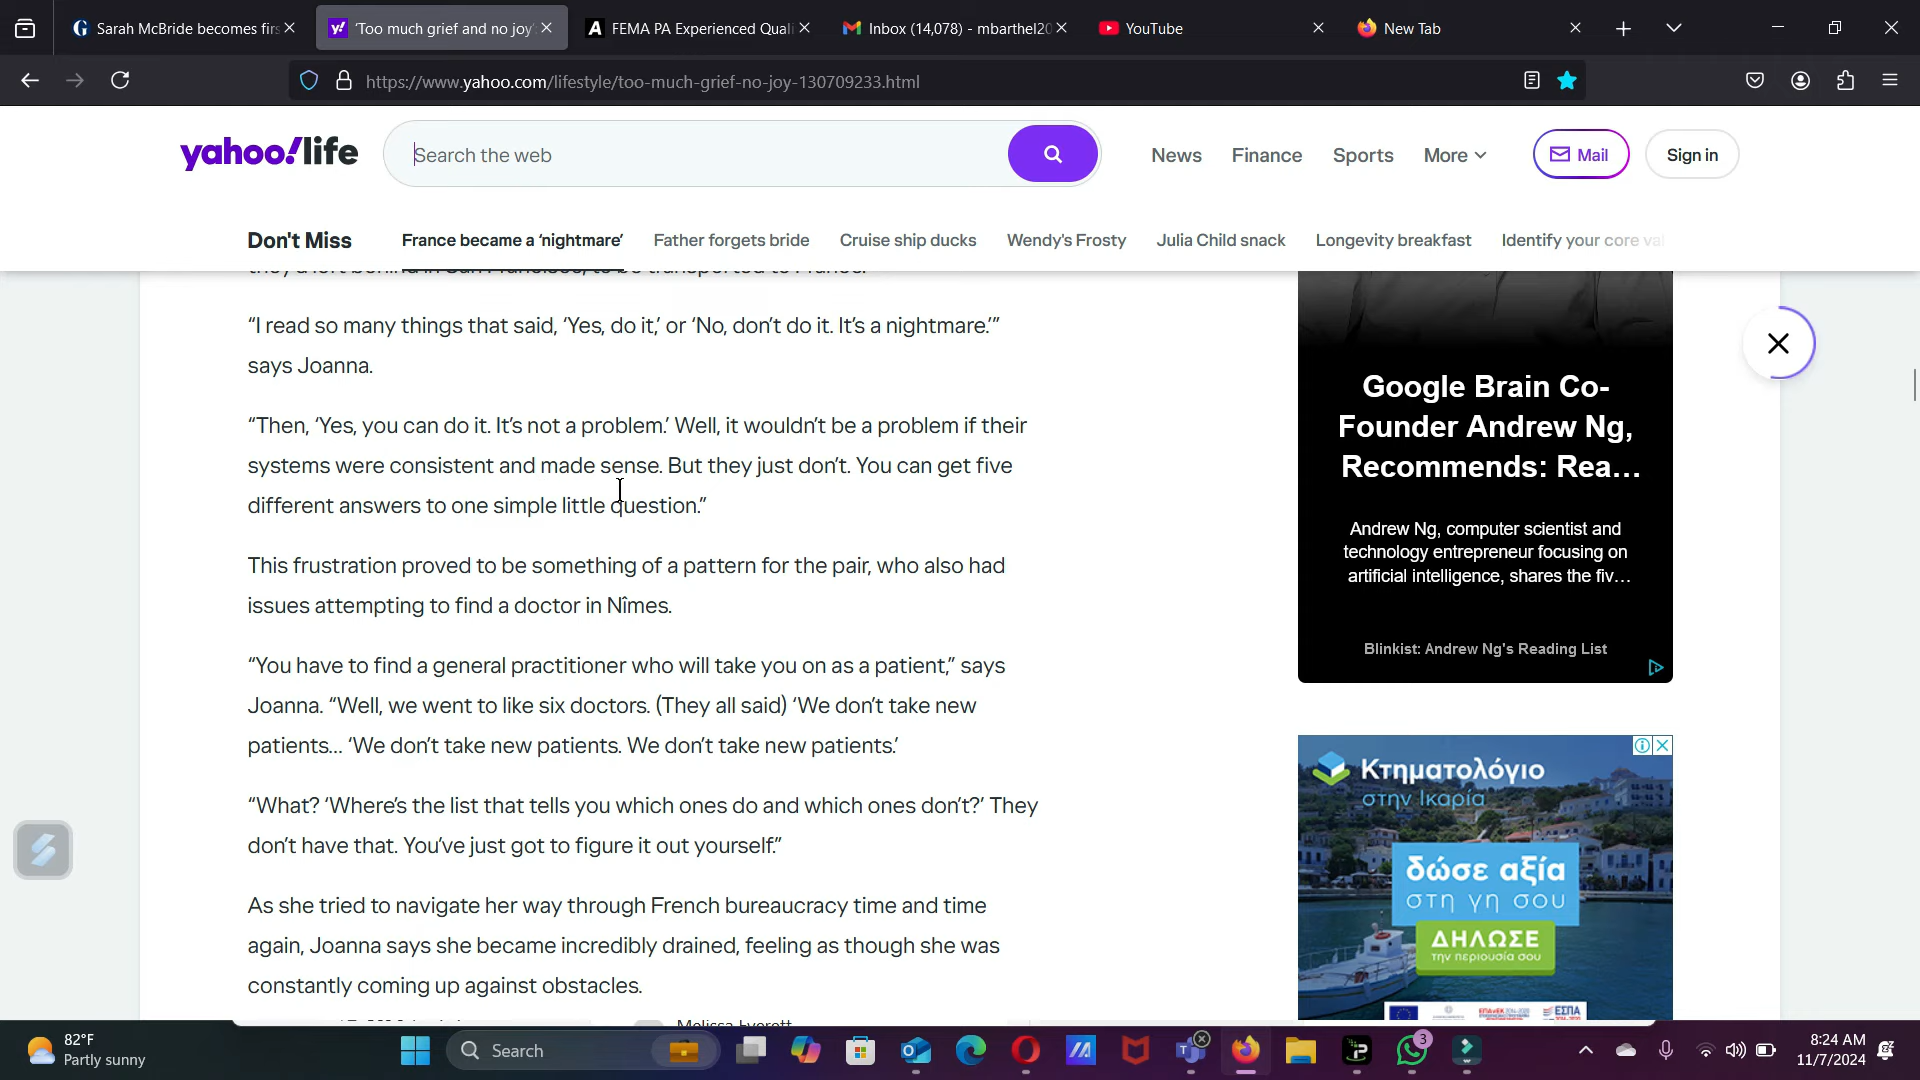 Sarah McBride becomes firs
'Too much grief and no joy'
FEMA PA Experienced Quali
Inbox (14,078) - mbarthel20
YouTube
New Tab
https://www.yahoo.com/lifestyle/too-much-grief-no-joy-130709233.html
yahoo!life
Search the web
News
Finance
Sports
More
Mail
Sign in
Don't Miss
France became a 'nightmare'
Father forgets bride
Cruise ship ducks
Wendy's Frosty
Julia Child snack
Longevity breakfast
Identify your core val
“I read so many things that said, ‘Yes, do it,’ or ‘No, don’t do it. It’s a nightmare.’”
says Joanna.
“Then, ‘Yes, you can do it. It’s not a problem.’ Well, it wouldn’t be a problem if their
systems were consistent and made sense. But they just don’t. You can get five
different answers to one simple little question.”
This frustration proved to be something of a pattern for the pair, who also had
issues attempting to find a doctor in Nîmes.
“You have to find a general practitioner who will take you on as a patient,” says
Joanna. “Well, we went to like six doctors. (They all said) ‘We don’t take new
patients... ‘We don’t take new patients. We don’t take new patients.’
“What? ‘Where’s the list that tells you which ones do and which ones don’t?’ They
don’t have that. You’ve just got to figure it out yourself.”
As she tried to navigate her way through French bureaucracy time and time
again, Joanna says she became incredibly drained, feeling as though she was
constantly coming up against obstacles.
Google Brain Co-
Founder Andrew Ng,
Recommends: Rea...
Andrew Ng, computer scientist and
technology entrepreneur focusing on
artificial intelligence, shares the fiv...
Blinkist: Andrew Ng's Reading List
Κτηματολόγιο
στην Ικαρία
δώσε αξία
στη γη σου
ΔΗΛΩΣΕ
την περιουσία σου
ΕΣΠΑ
82°F
Partly sunny
Search
3
8:24 AM
11/7/2024